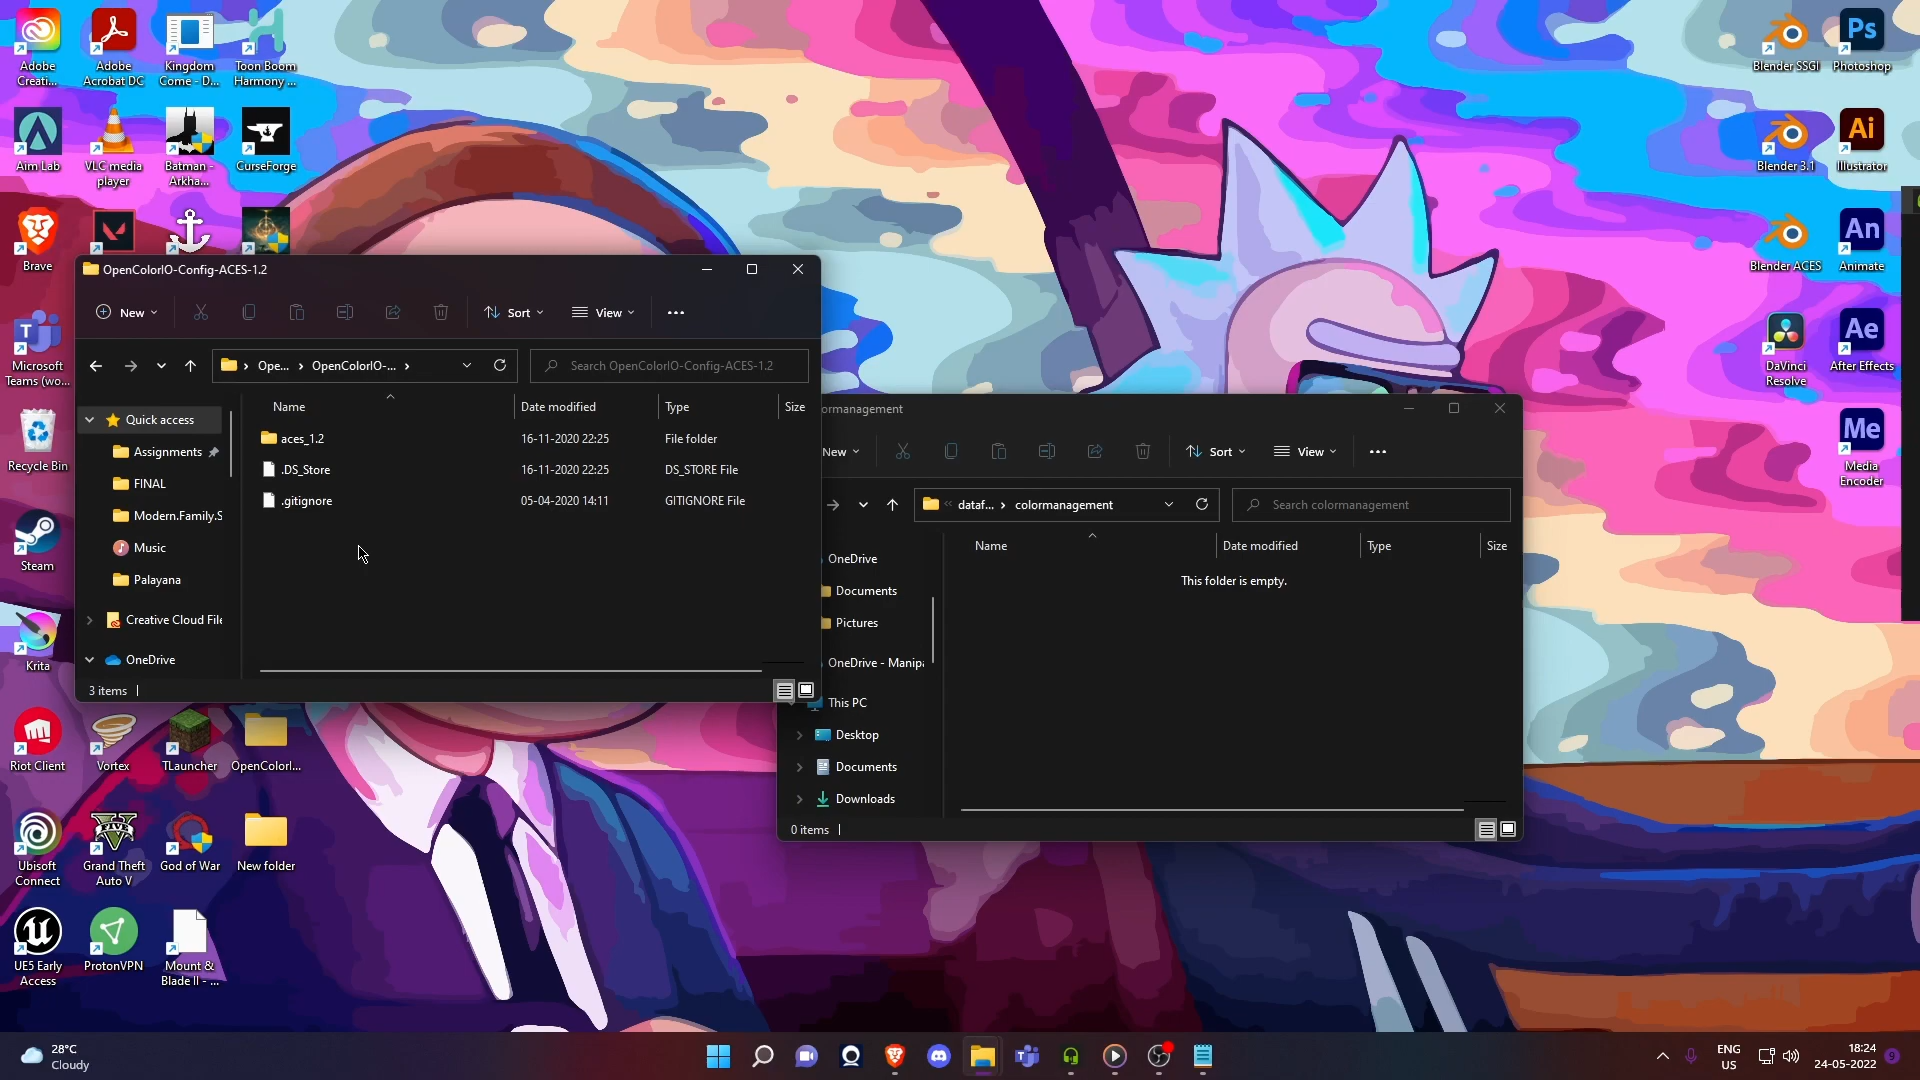 Adobe
Creati...
Adobe
Acrobat DC
Kingdom
Come - D...
Toon Boom
Harmony ...
Blender SSGI
Ps
Photoshop
Aim Lab
VLC media
player
Batman -
Arkha...
CurseForge
Blender 3.1
Ai
Illustrator
Brave
Blender ACES
An
Animate
Microsoft
Teams (wo...
DaVinci
Resolve
Ae
After Effects
Recycle Bin
Me
Media
Encoder
Steam
Krita
Riot Client
Vortex
TLauncher
OpenColorI...
Ubisoft
Connect
Grand Theft
Auto V
God of War
New folder
UE5 Early
Access
ProtonVPN
Mount &
Blade II - ...
OpenColorIO-Config-ACES-1.2
New
Sort
View
Ope... > OpenColorIO-... >
Search OpenColorIO-Config-ACES-1.2
Name Date modified Type Size
Quick access
Assignments
FINAL
Modern.Family.S
Music
Palayana
Creative Cloud File
OneDrive
aces_1.2 16-11-2020 22:25 File folder
.DS_Store 16-11-2020 22:25 DS_STORE File
.gitignore 05-04-2020 14:11 GITIGNORE File
3 items
ormanagement
New
Sort
View
« dataf... > colormanagement
Search colormanagement
Name Date modified Type Size
This folder is empty.
OneDrive
Documents
Pictures
OneDrive - Manipa
This PC
Desktop
Documents
Downloads
0 items
28°C
Cloudy
ENG
US
18:24
24-05-2022
9